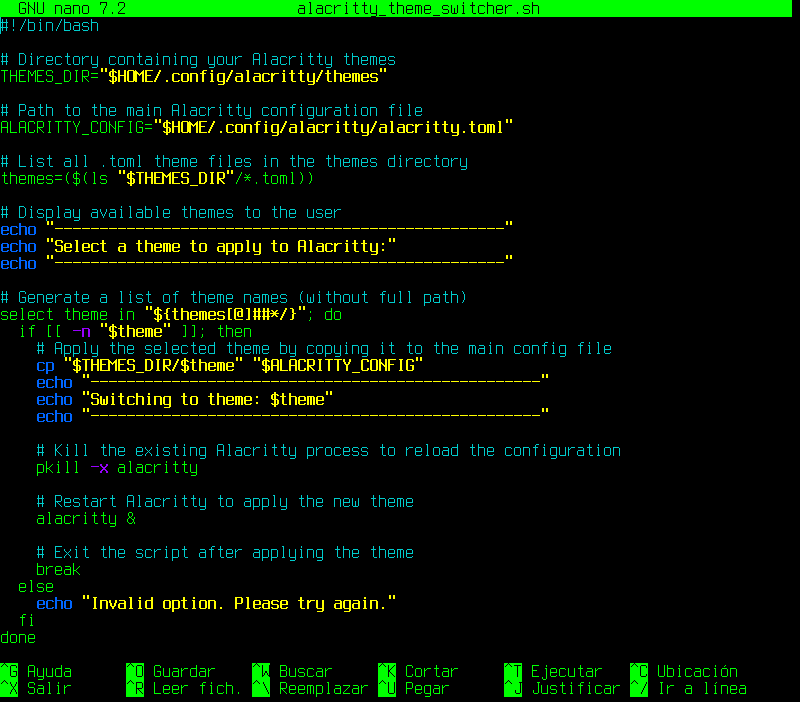 GNU nano 7.2 alacritty_theme_switcher.sh
#!/bin/bash
# Directory containing your Alacritty themes
THEMES_DIR="$HOME/.config/alacritty/themes"
# Path to the main Alacritty configuration file
ALACRITTY_CONFIG="$HOME/.config/alacritty/alacritty.toml"
# List all .toml theme files in the themes directory
themes=($(ls "$THEMES_DIR"/*.toml))
# Display available themes to the user
echo "--------------------------------------------------"
echo "Select a theme to apply to Alacritty:"
echo "--------------------------------------------------"
# Generate a list of theme names (without full path)
select theme in "${themes[@]##*/}"; do
  if [[ -n "$theme" ]]; then
    # Apply the selected theme by copying it to the main config file
    cp "$THEMES_DIR/$theme" "$ALACRITTY_CONFIG"
    echo "--------------------------------------------------"
    echo "Switching to theme: $theme"
    echo "--------------------------------------------------"
    # Kill the existing Alacritty process to reload the configuration
    pkill -x alacritty
    # Restart Alacritty to apply the new theme
    alacritty &
    # Exit the script after applying the theme
    break
  else
    echo "Invalid option. Please try again."
  fi
done
^G Ayuda ^O Guardar ^W Buscar ^K Cortar ^T Ejecutar ^C Ubicación
^X Salir ^R Leer fich. ^\ Reemplazar ^U Pegar ^J Justificar ^/ Ir a línea